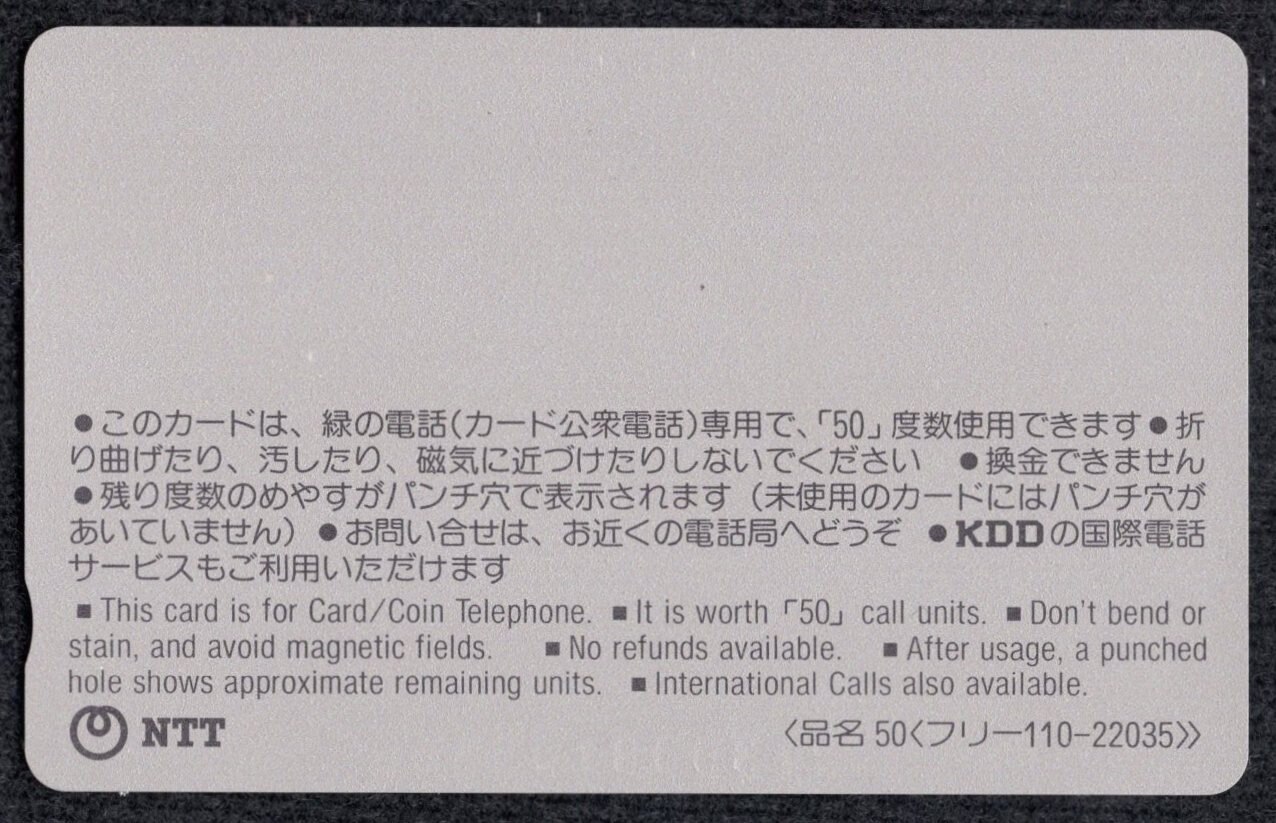 ●このカードは、緑の電話(カード公衆電話)専用で、「50」度数使用できます●折
り曲げたり、汚したり、磁気に近づけたりしないでください ●換金できません
●残り度数のめやすがパンチ穴で表示されます（未使用のカードにはパンチ穴が
あいていません）●お問い合せは、お近くの電話局へどうぞ ●KDDの国際電話
サービスもご利用いただけます
■This card is for Card/Coin Telephone. ■It is worth「50」call units. ■Don't bend or
stain, and avoid magnetic fields. ■No refunds available. ■After usage, a punched
hole shows approximate remaining units. ■International Calls also available.
NTT
〈品名 50〈フリー110-22035〉〉